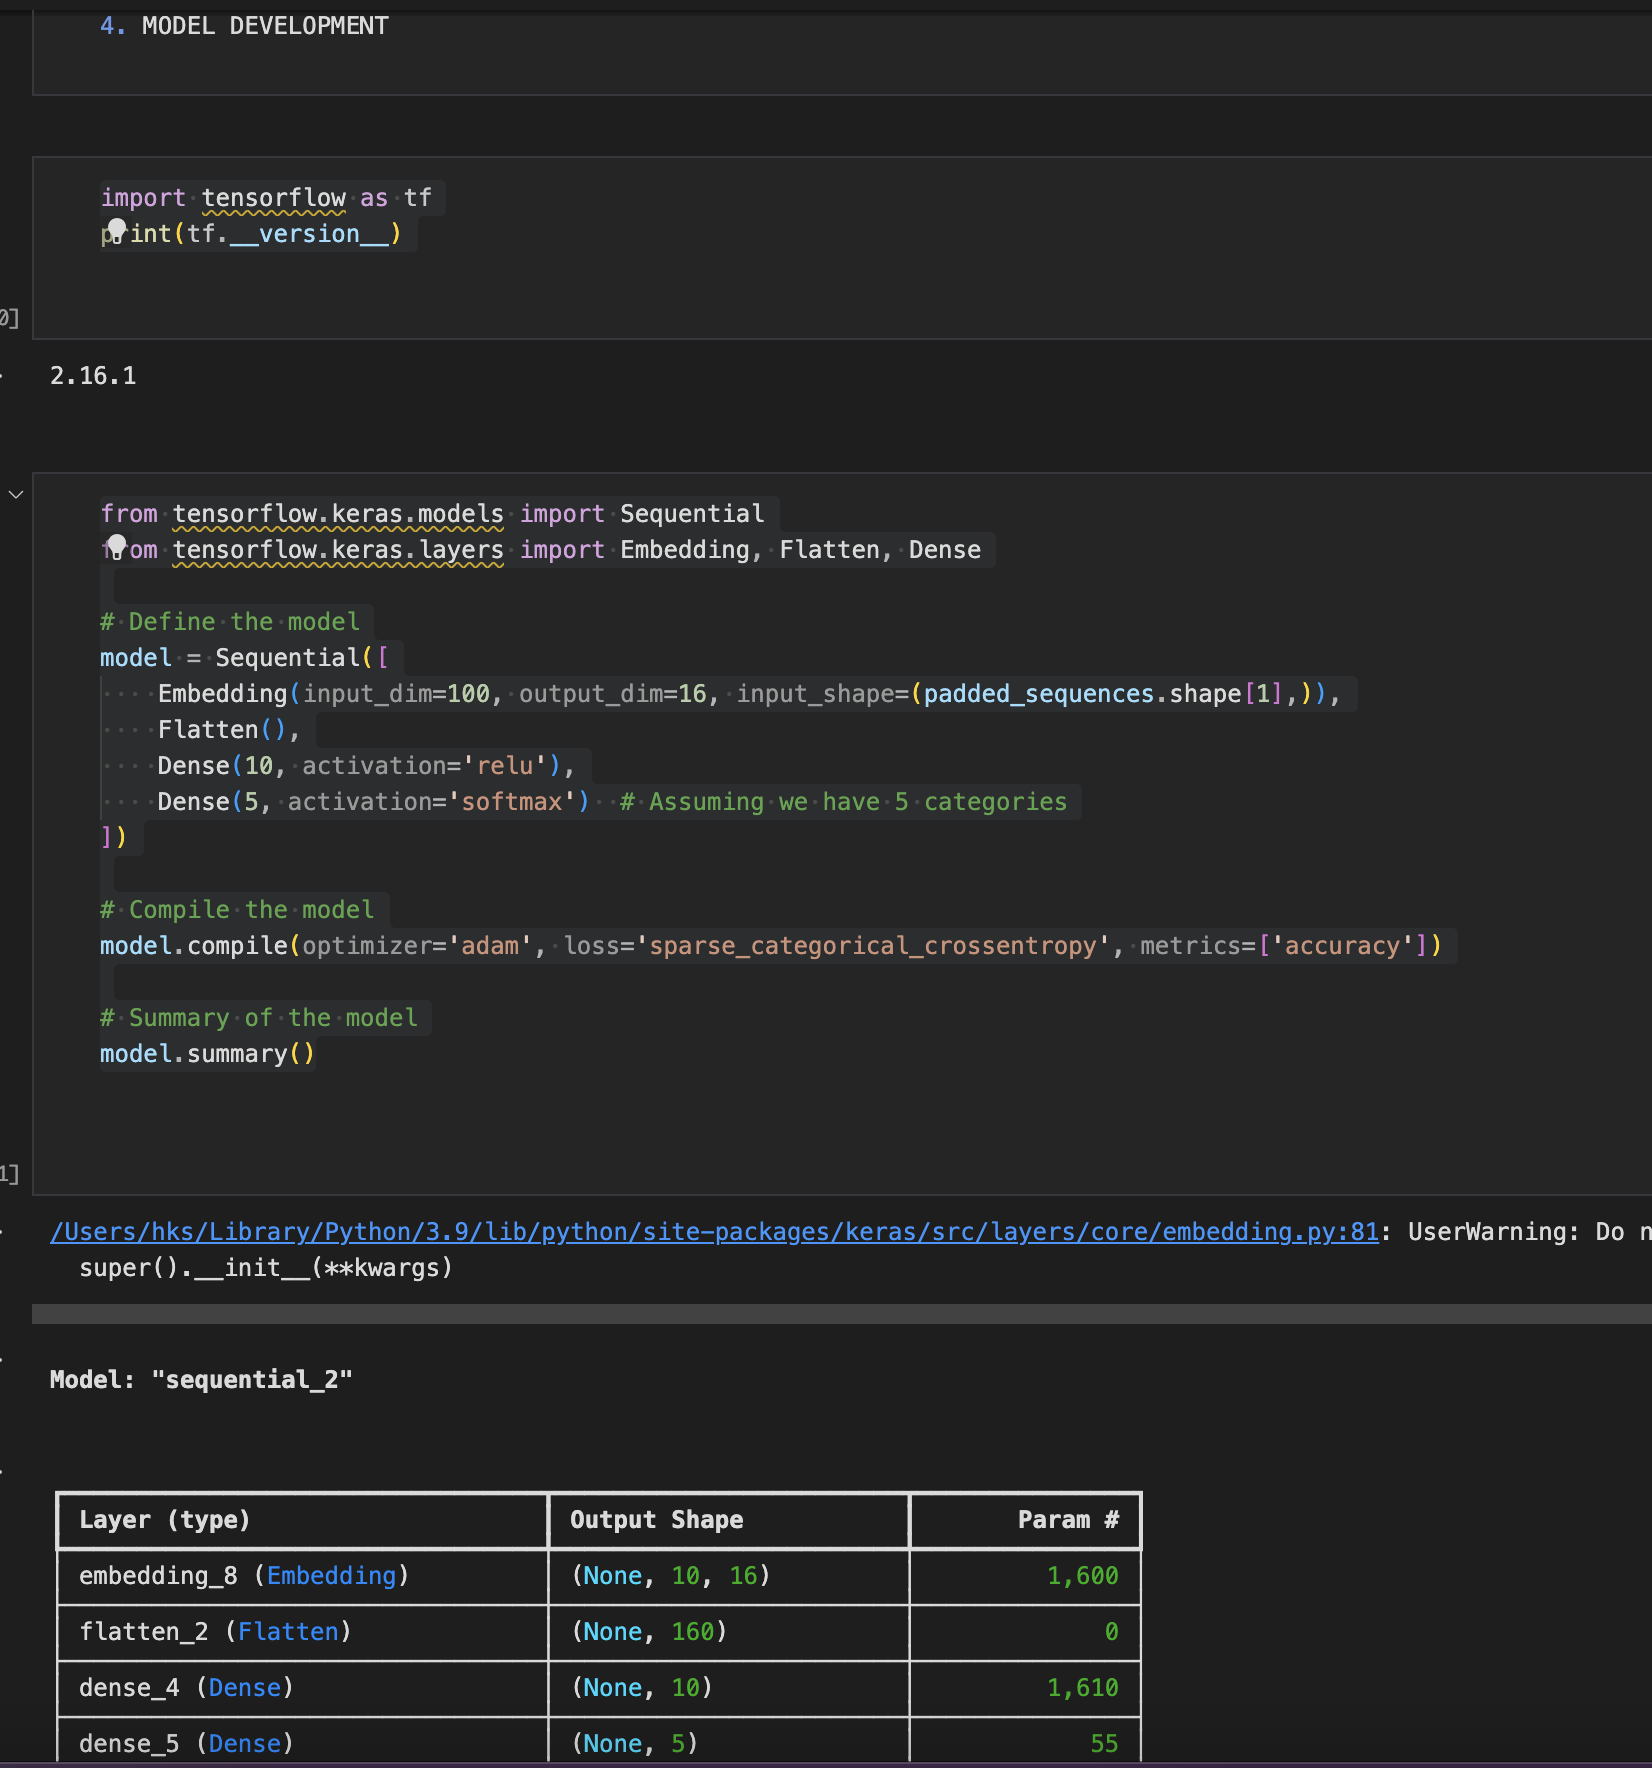 4. MODEL DEVELOPMENT
import tensorflow as tf
print(tf.__version__)
0]
2.16.1
from tensorflow.keras.models import Sequential
from tensorflow.keras.layers import Embedding, Flatten, Dense
# Define the model
model = Sequential([
    Embedding(input_dim=100, output_dim=16, input_shape=(padded_sequences.shape[1],)),
    Flatten(),
    Dense(10, activation='relu'),
    Dense(5, activation='softmax')  # Assuming we have 5 categories
])
# Compile the model
model.compile(optimizer='adam', loss='sparse_categorical_crossentropy', metrics=['accuracy'])
# Summary of the model
model.summary()
1]
/Users/hks/Library/Python/3.9/lib/python/site-packages/keras/src/layers/core/embedding.py:81: UserWarning: Do n
  super().__init__(**kwargs)
Model: "sequential_2"
Layer (type) Output Shape Param #
embedding_8 (Embedding) (None, 10, 16) 1,600
flatten_2 (Flatten) (None, 160) 0
dense_4 (Dense) (None, 10) 1,610
dense_5 (Dense) (None, 5) 55